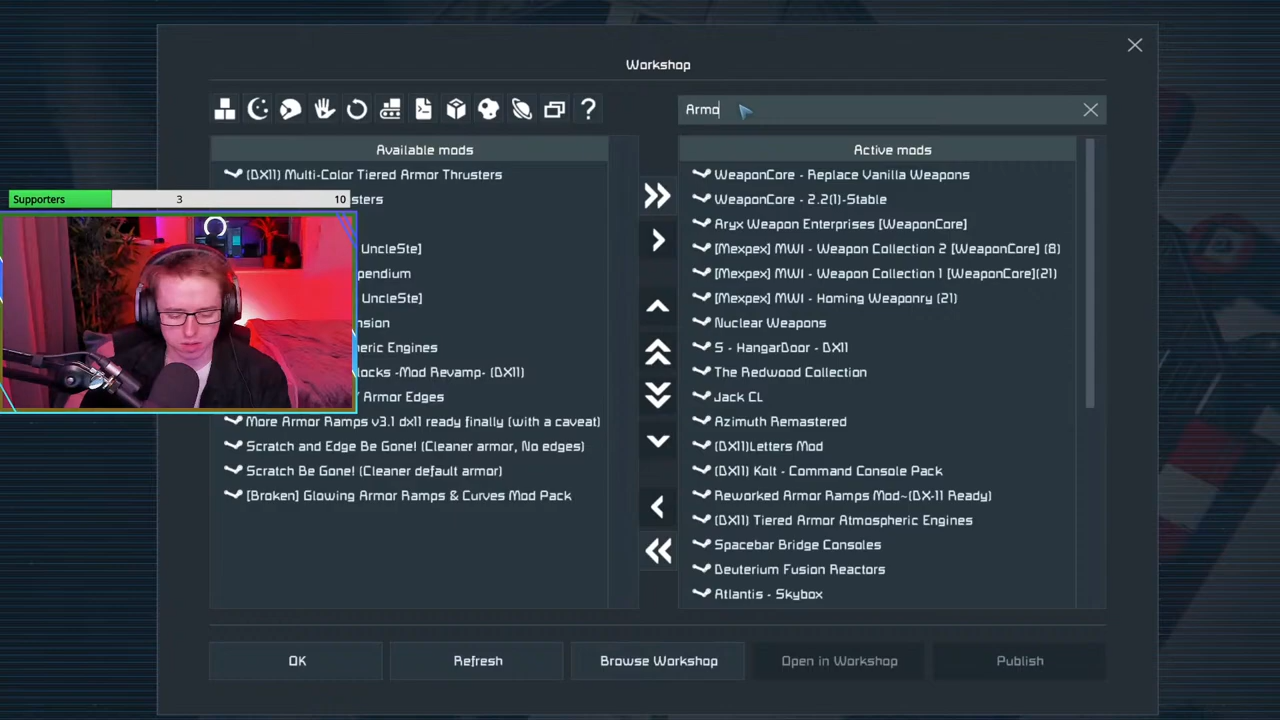 Workshop
Armo
?
Available mods
Active mods
(DX11) Multi-Color Tiered Armor Thrusters
sters
UncleSte]
pendium
UncleSte]
nsion
eric Engines
locks -Mod Revamp- (DX11)
Armor Edges
More Armor Ramps v3.1 dx11 ready finally (with a caveat)
Scratch and Edge Be Gone! (Cleaner armor, No edges)
Scratch Be Gone! (Cleaner default armor)
[Broken] Glowing Armor Ramps & Curves Mod Pack
WeaponCore - Replace Vanilla Weapons
WeaponCore - 2.2(1)-Stable
Aryx Weapon Enterprises [WeaponCore]
[Mexpex] MWI - Weapon Collection 2 [WeaponCore] (8)
[Mexpex] MWI - Weapon Collection 1 [WeaponCore](21)
[Mexpex] MWI - Homing Weaponry (21)
Nuclear Weapons
S - HangarDoor - DX11
The Redwood Collection
Jack CL
Azimuth Remastered
(DX11)Letters Mod
(DX11) Kolt - Command Console Pack
Reworked Armor Ramps Mod~(DX-11 Ready)
(DX11) Tiered Armor Atmospheric Engines
Spacebar Bridge Consoles
Deuterium Fusion Reactors
Atlantis - Skybox
Supporters 3 10
OK
Refresh
Browse Workshop
Open in Workshop
Publish